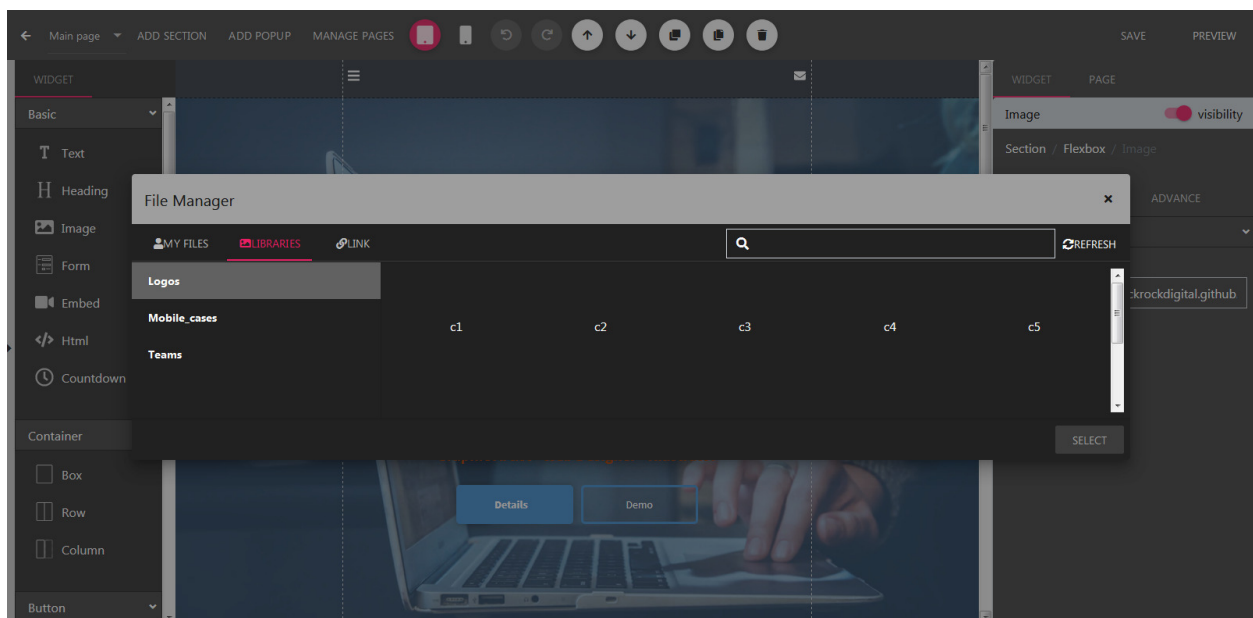 Main page ADD SECTION ADD POPUP MANAGE PAGES SAVE PREVIEW
WIDGET
WIDGET PAGE
Basic
Image visibility
Text
Section / Flexbox / Image
Heading
File Manager
ADVANCE
Image
MY FILES LIBRARIES LINK REFRESH
Form
Logos
Embed
ckrockdigital.github
Mobile_cases
c1 c2 c3 c4 c5
Html
Teams
Countdown
Container
SELECT
Box
Details Demo
Row
Column
Button